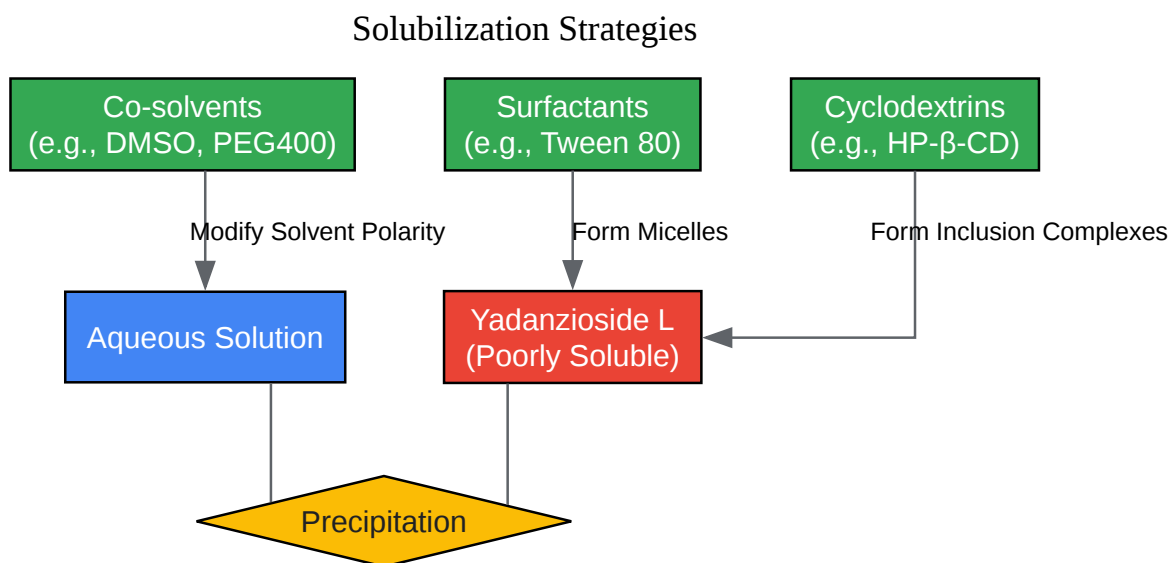 Solubilization Strategies
Co-solvents
(e.g., DMSO, PEG400)
Surfactants
(e.g., Tween 80)
Cyclodextrins
(e.g., HP-β-CD)
Modify Solvent Polarity
Form Micelles
Form Inclusion Complexes
Aqueous Solution
Yadanzioside L
(Poorly Soluble)
Precipitation